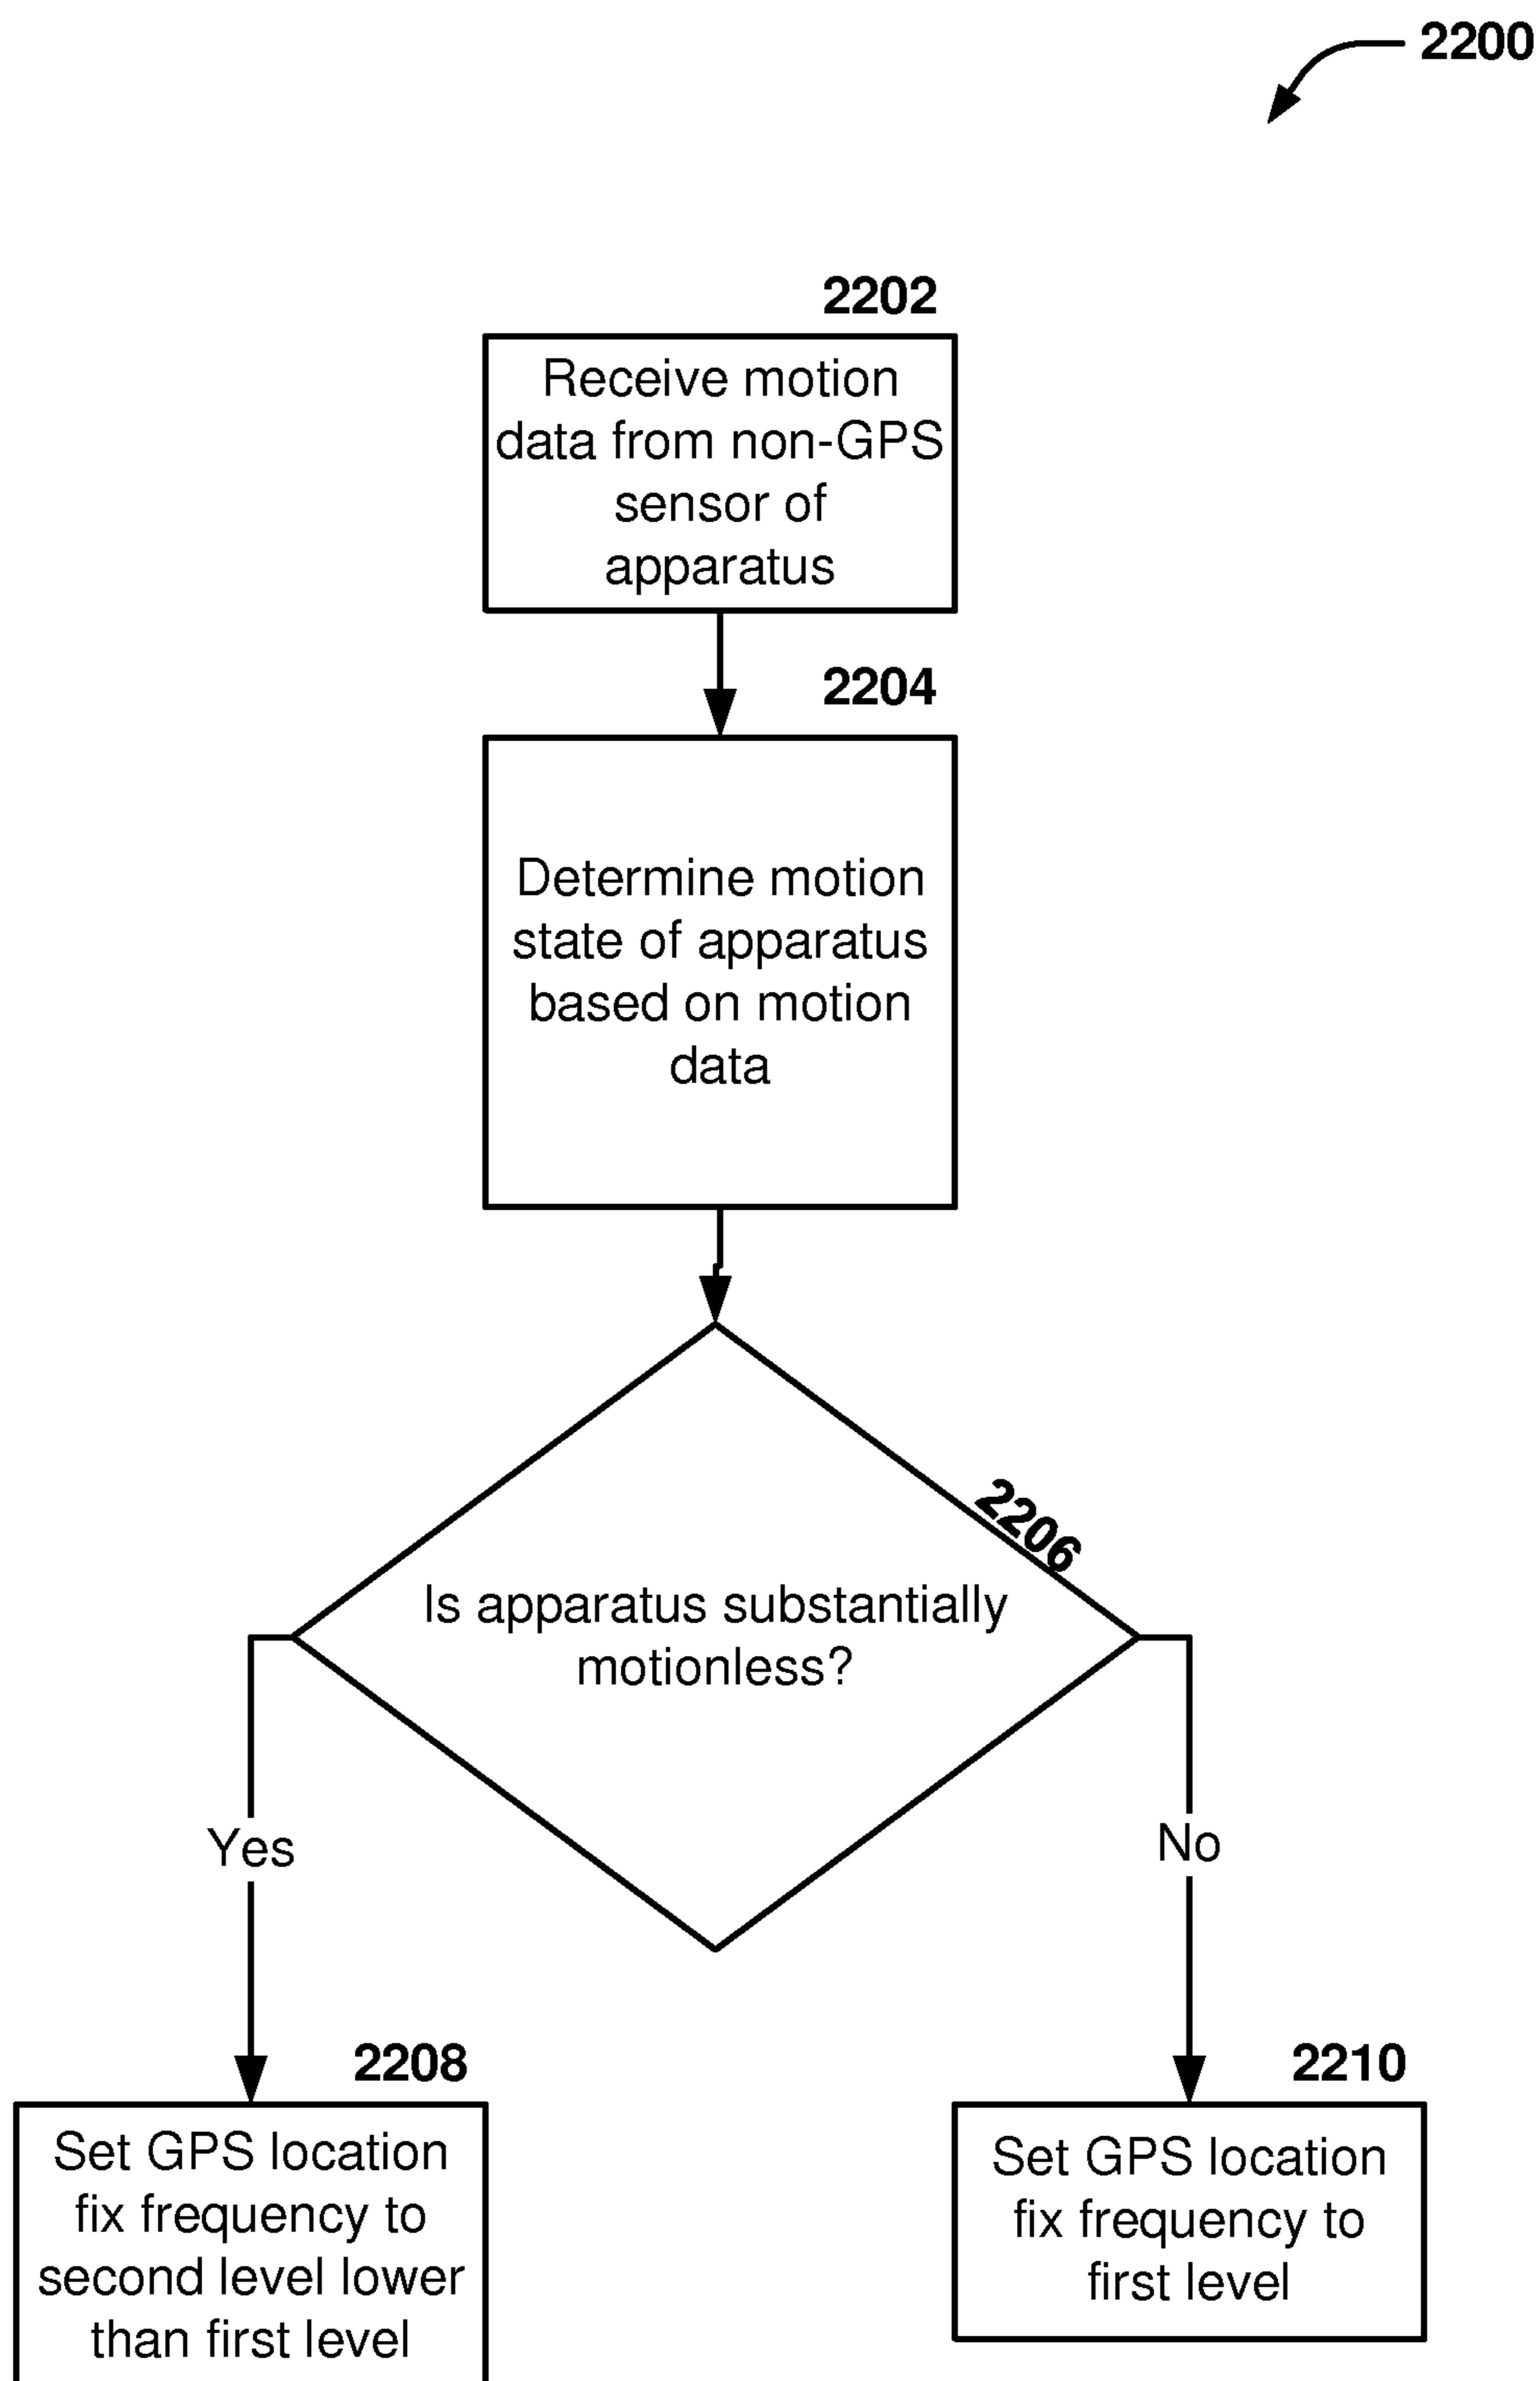 2200
2202
Receive motion
data from non-GPS
sensor of
apparatus
2204
Determine motion
state of apparatus
based on motion
data
2206
Is apparatus substantially
motionless?
Yes
No
2208
Set GPS location
fix frequency to
second level lower
than first level
2210
Set GPS location
fix frequency to
first level